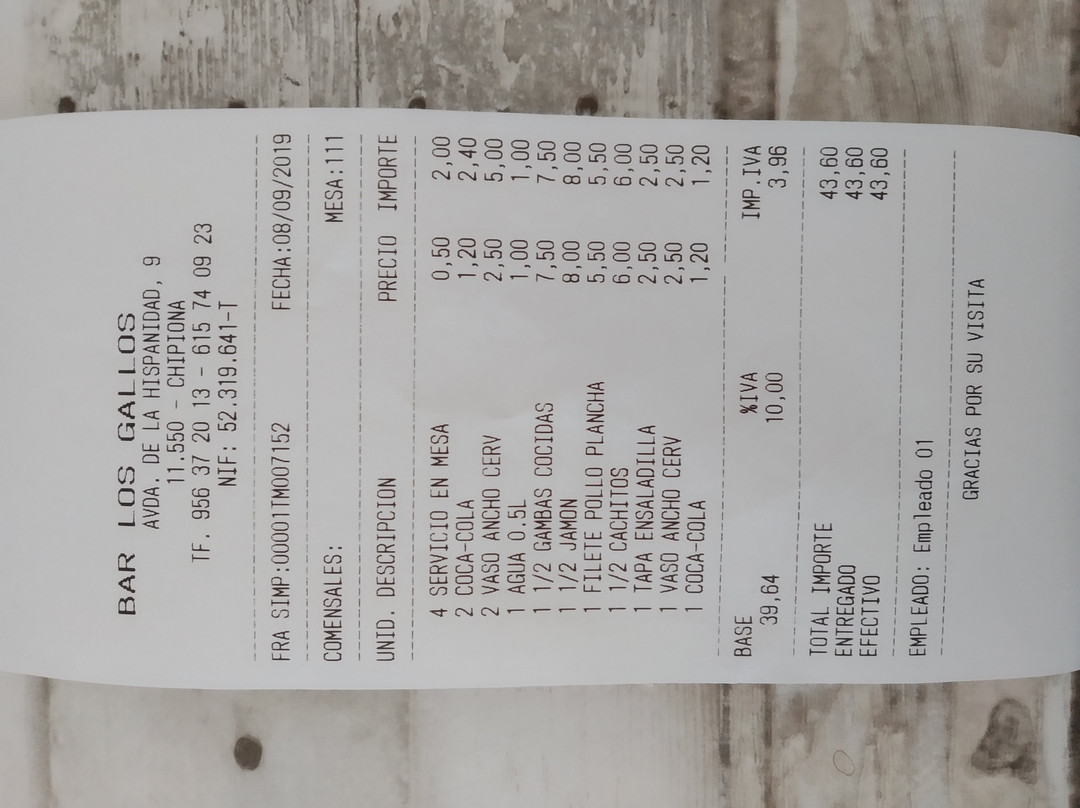 BAR LOS GALLOS
AVDA. DE LA HISPANIDAD, 9
11.550 - CHIPIONA
TF. 956 37 20 13 - 615 74 09 23
NIF: 52.319.641-T
FRA SIMP:00001TM007152 FECHA:08/09/2019
COMENSALES: MESA:111
UNID. DESCRIPCION PRECIO IMPORTE
4 SERVICIO EN MESA 0,50 2,00
2 COCA-COLA 1,20 2,40
2 VASO ANCHO CERV 2,50 5,00
1 AGUA 0.5L 1,00 1,00
1 1/2 GAMBAS COCIDAS 7,50 7,50
1 1/2 JAMON 8,00 8,00
1 FILETE POLLO PLANCHA 5,50 5,50
1 1/2 CACHITOS 6,00 6,00
1 TAPA ENSALADILLA 2,50 2,50
1 VASO ANCHO CERV 2,50 2,50
1 COCA-COLA 1,20 1,20
BASE %IVA IMP.IVA
39,64 10,00 3,96
TOTAL IMPORTE 43,60
ENTREGADO 43,60
EFECTIVO 43,60
EMPLEADO: Empleado 01
GRACIAS POR SU VISITA